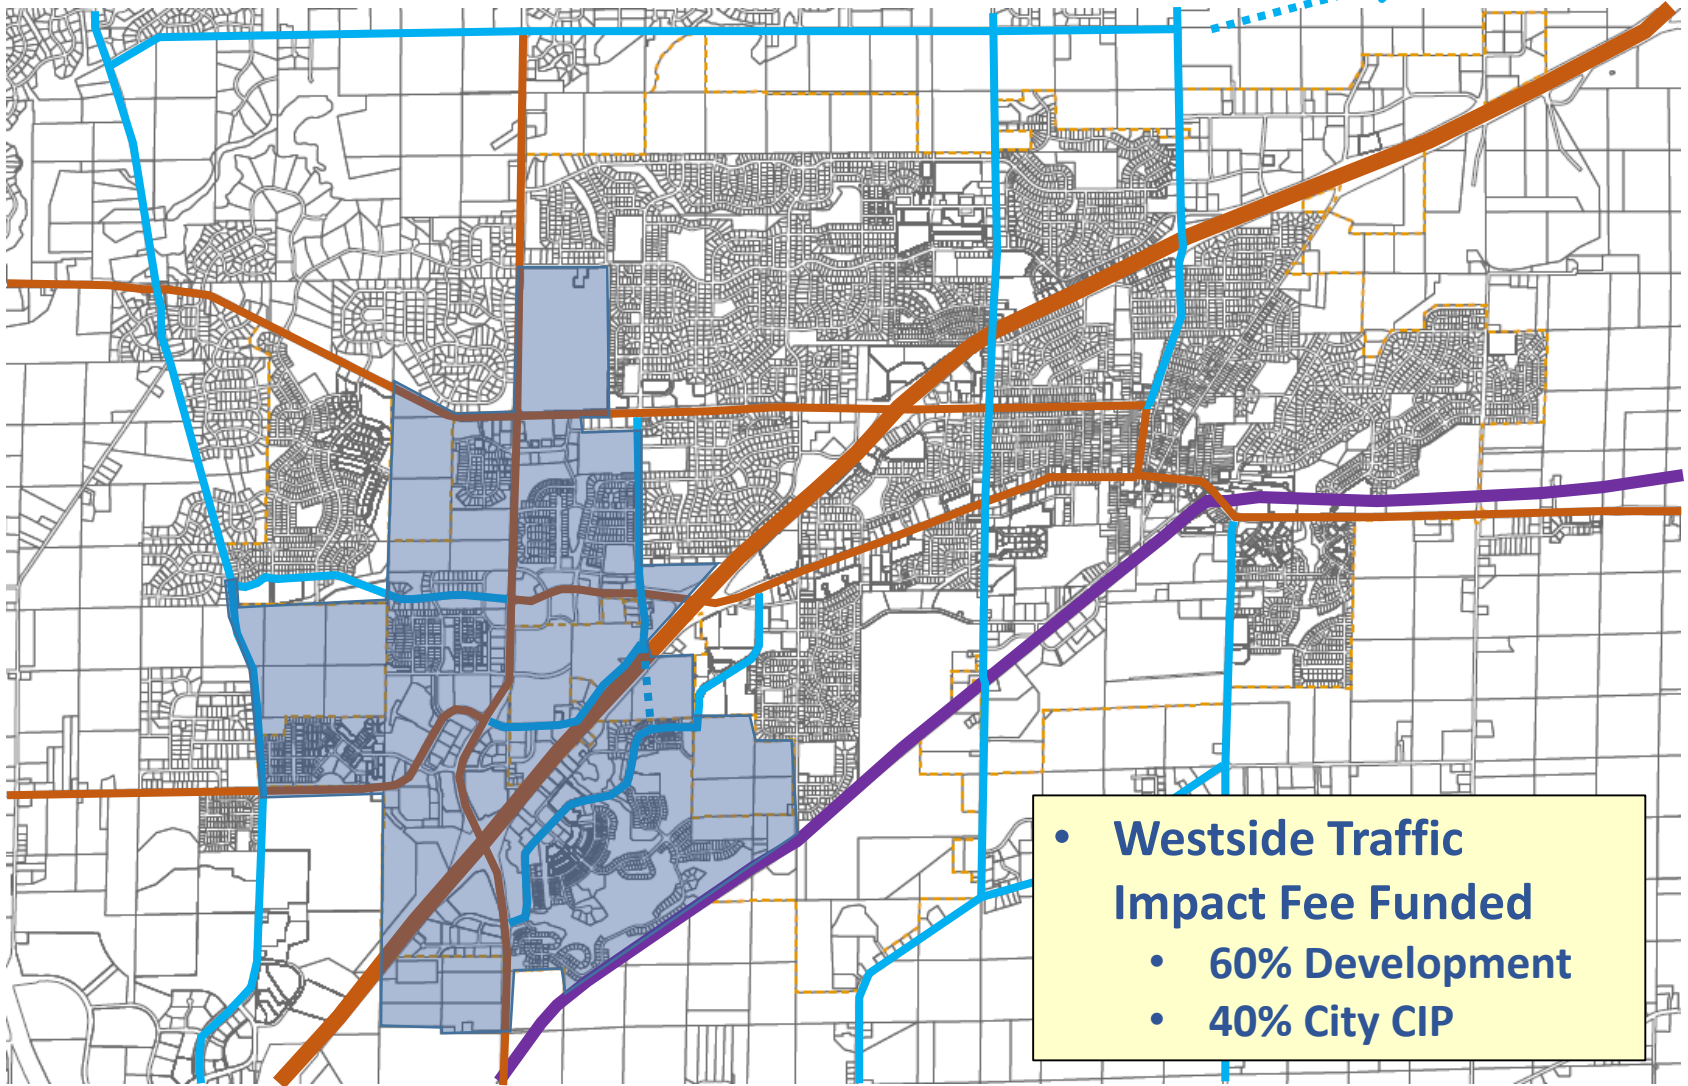 • Westside Traffic
Impact Fee Funded
• 60% Development
• 40% City CIP